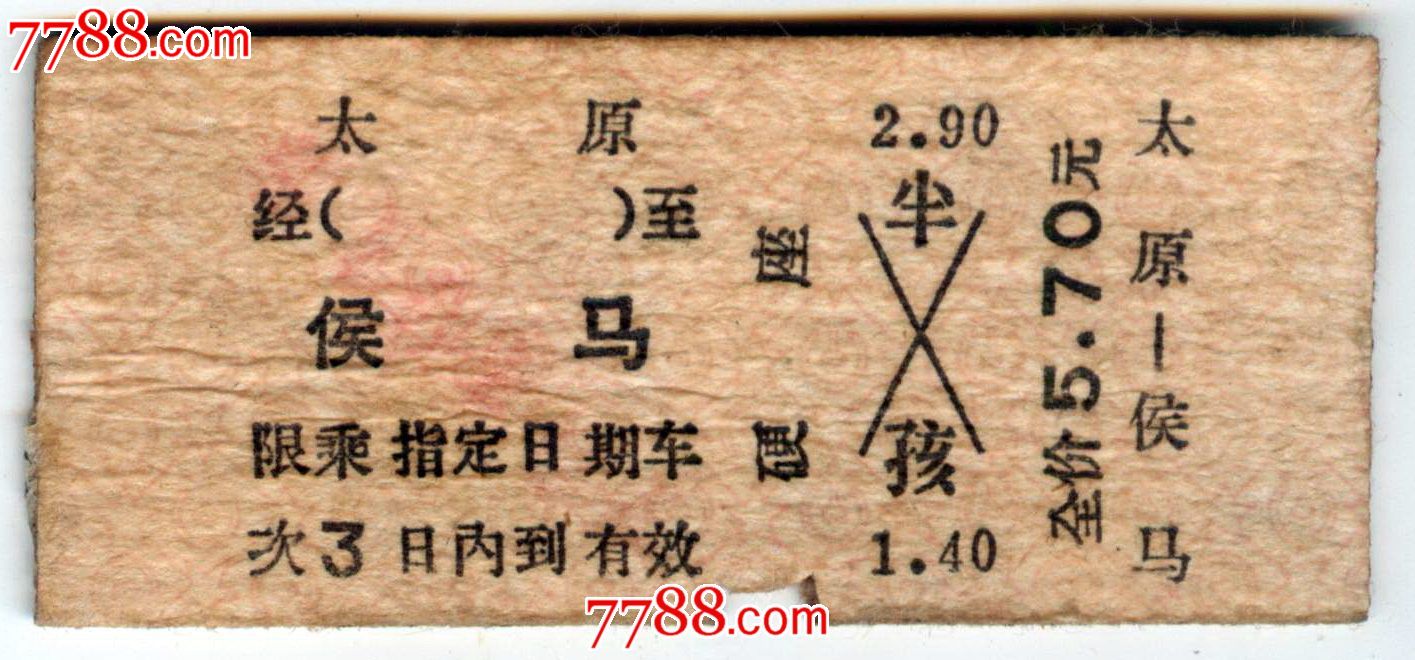 7788.com
太原
经( )至
侯马
限乘指定日期车
次3日内到有效
硬座
2.90
半
孩
1.40
全价5.70元
太原—侯马
7788.com